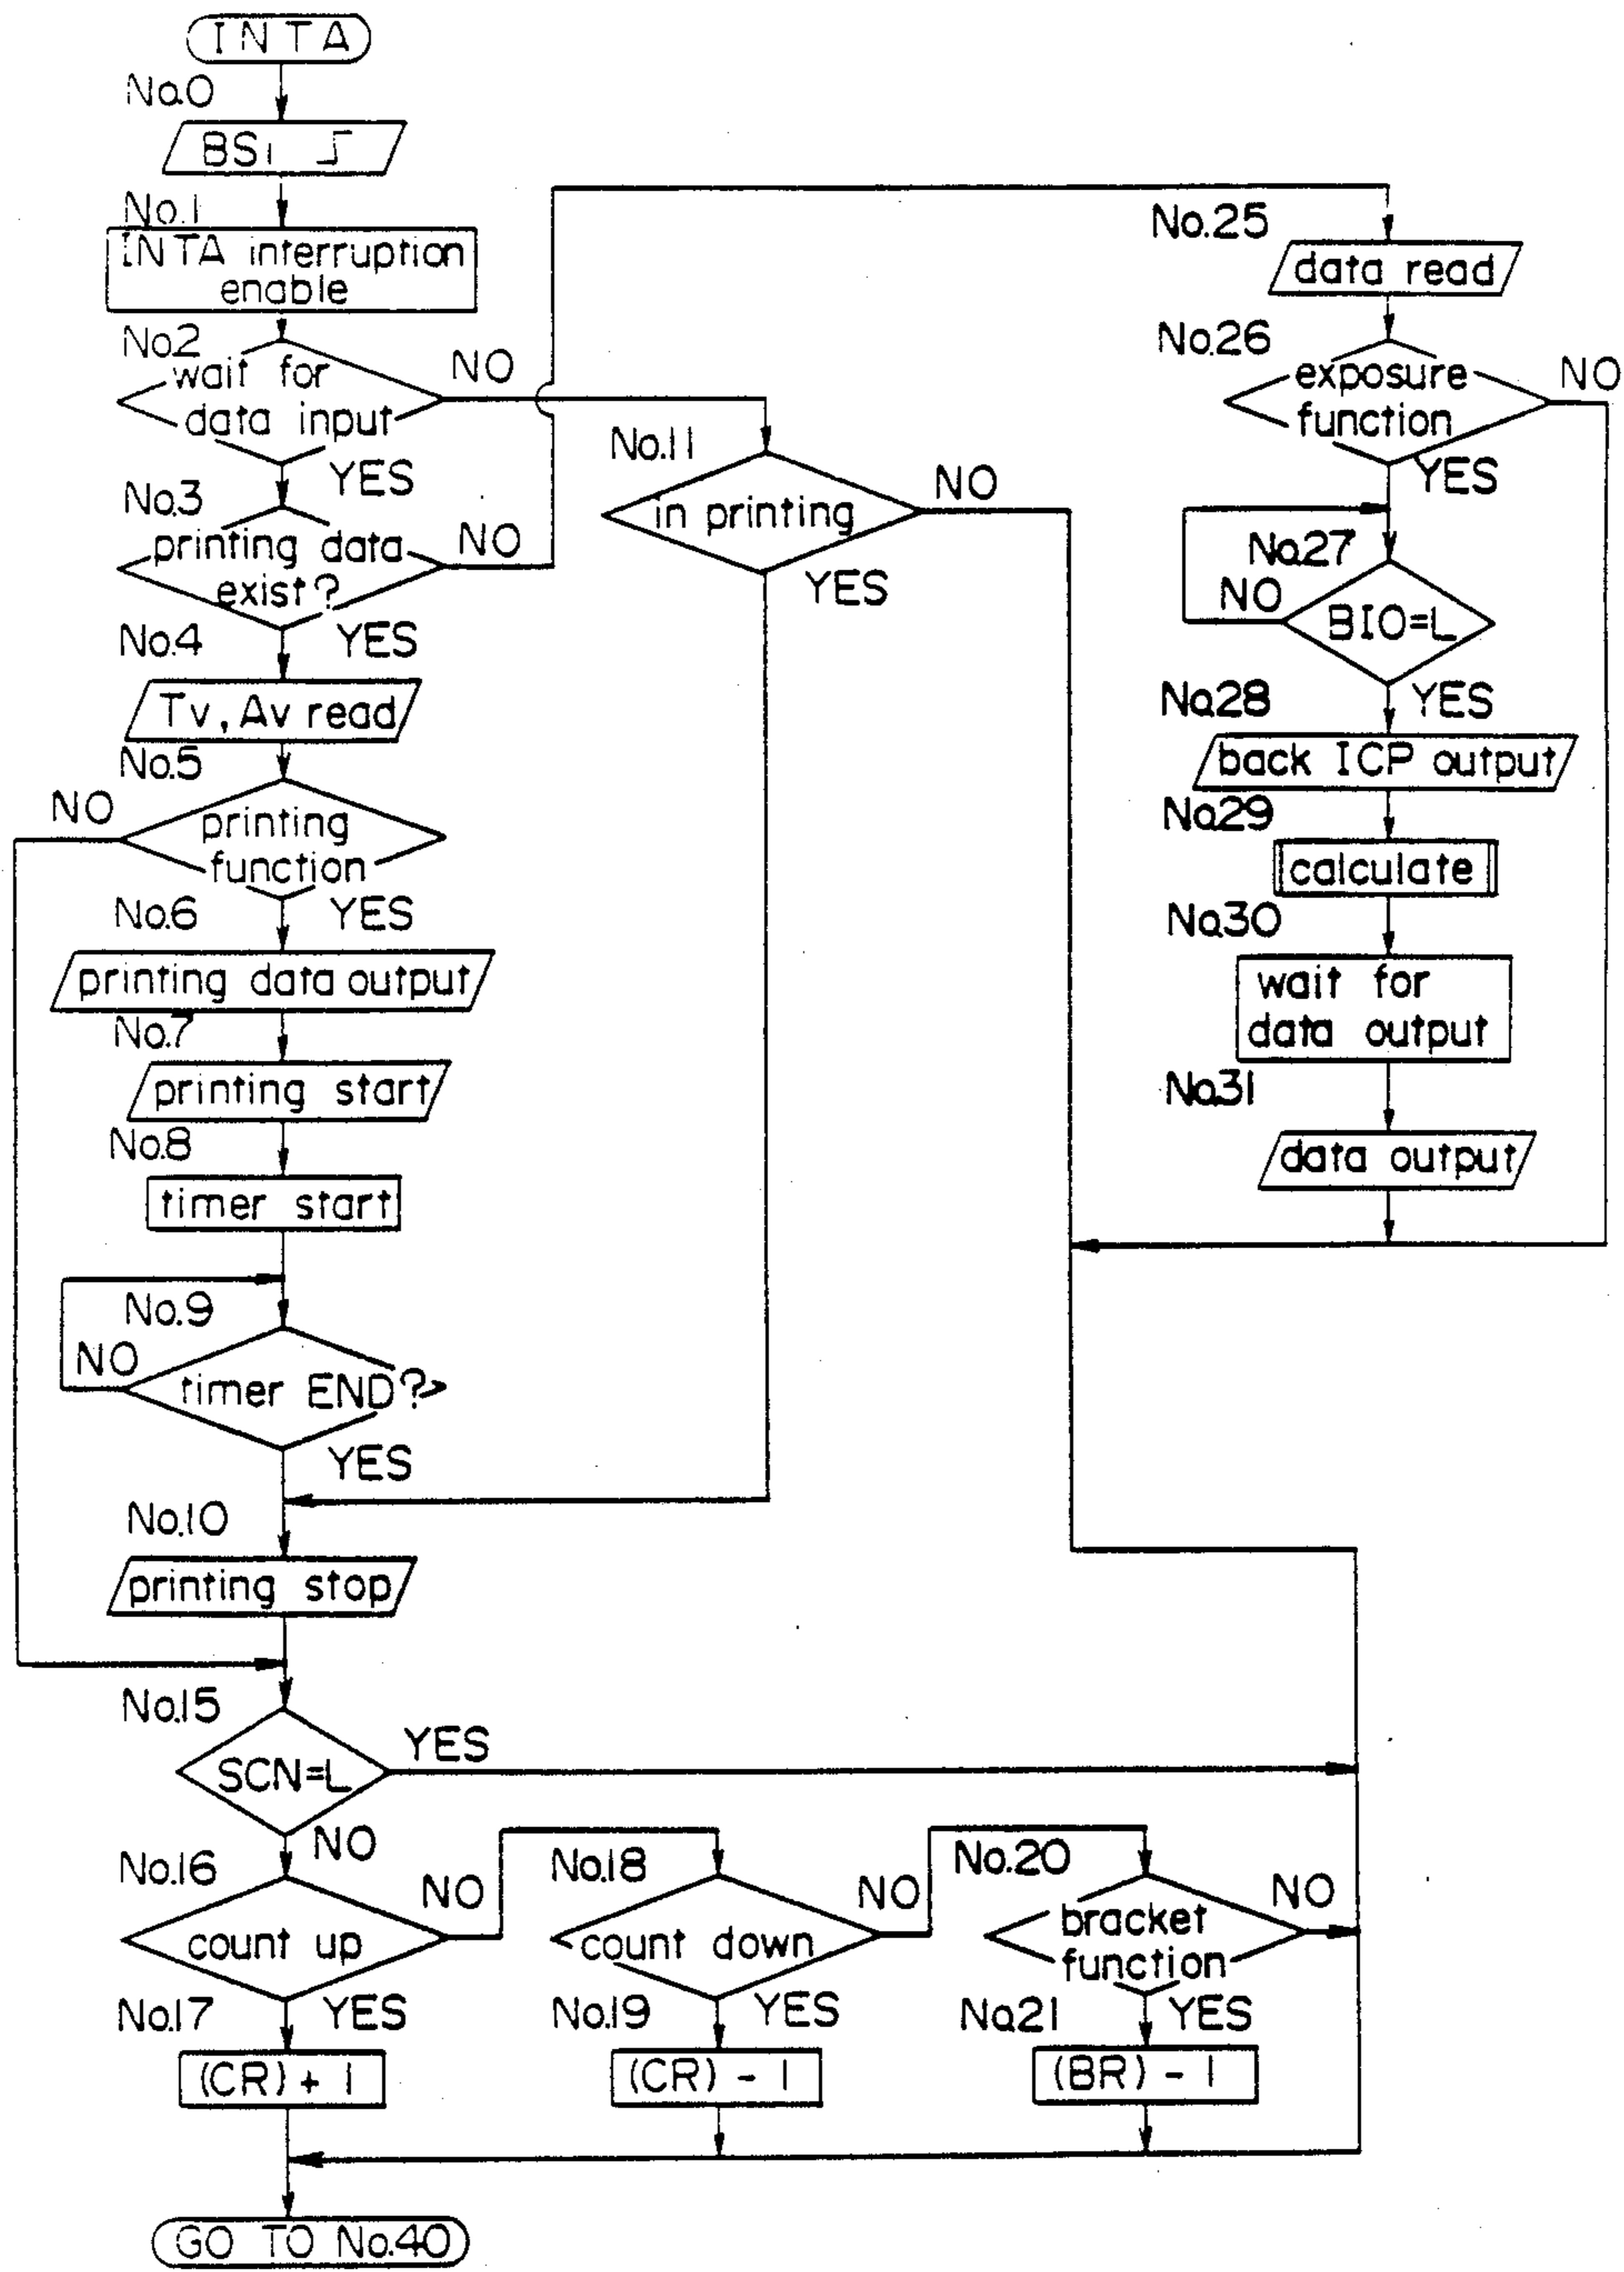 INTA
No.0
BS1
No.1
INTA interruption
enable
No.2
wait for
data input
NO
YES
No.3
printing data
exist?
NO
YES
No.4
Tv, Av read
No.5
NO
printing
function
YES
No.6
printing data output
No.7
printing start
No.8
timer start
No.9
NO
timer END?
YES
No.10
printing stop
No.11
in printing
NO
YES
No.15
SCN=L
YES
NO
No.16
count up
NO
YES
No.17
(CR) + 1
No.18
count down
NO
YES
No.19
(CR) - 1
No.20
bracket
function
NO
YES
No.21
(BR) - 1
No.25
data read
No.26
exposure
function
NO
YES
No.27
NO
BIO=L
YES
No.28
back ICP output
No.29
calculate
No.30
wait for
data output
No.31
data output
GO TO No.40